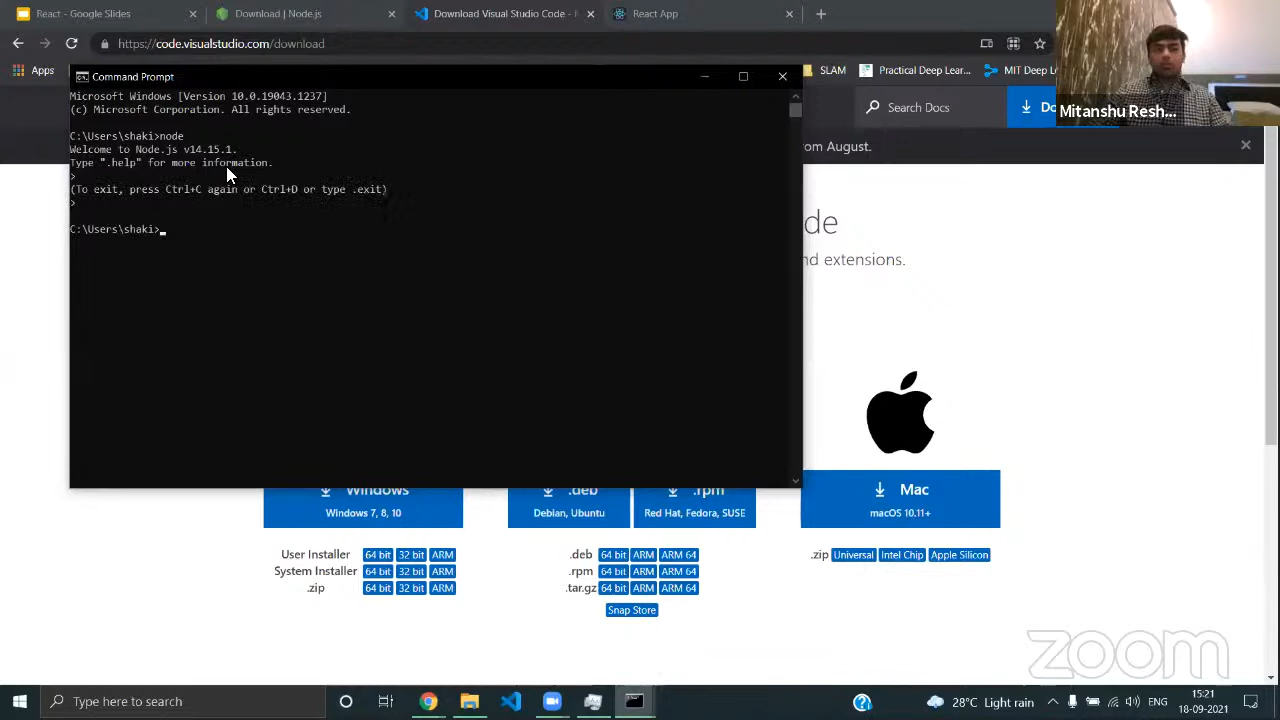 React - Google Slides
Download | Node.js
Download Visual Studio Code -
React App
https://code.visualstudio.com/download
Apps
SLAM
Practical Deep Lear...
MIT Deep
Mitanshu Resh...
Command Prompt
Microsoft Windows [Version 10.0.19043.1237]
(c) Microsoft Corporation. All rights reserved.
C:\Users\shaki>node
Welcome to Node.js v14.15.1.
Type ".help" for more information.
>
(To exit, press Ctrl+C again or Ctrl+D or type .exit)
>
C:\Users\shaki>
Search Docs
Do
rom August.
de
nd extensions.
Windows
Windows 7, 8, 10
.deb
Debian, Ubuntu
.rpm
Red Hat, Fedora, SUSE
Mac
macOS 10.11+
User Installer 64 bit 32 bit ARM
System Installer 64 bit 32 bit ARM
.zip 64 bit 32 bit ARM
.deb 64 bit ARM ARM 64
.rpm 64 bit ARM ARM 64
.tar.gz 64 bit ARM ARM 64
Snap Store
.zip Universal Intel Chip Apple Silicon
zoom
Type here to search
28°C Light rain
ENG
15:21
18-09-2021